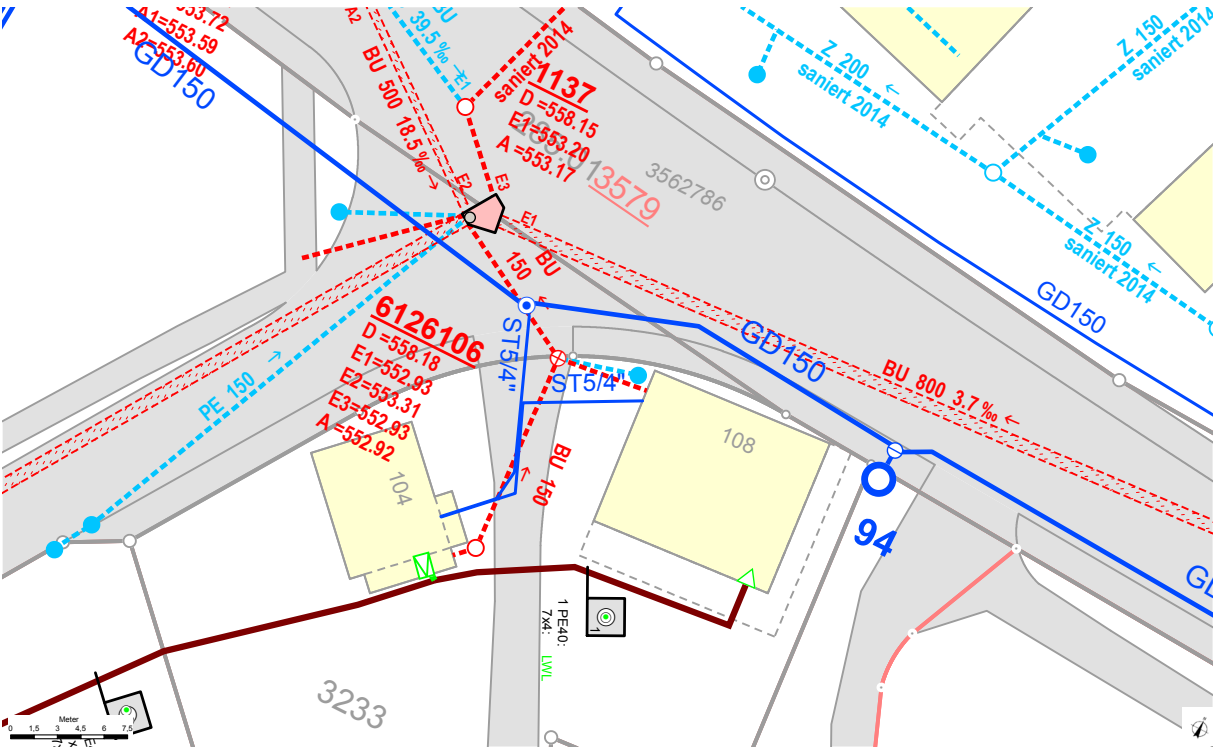 553.72
A1=553.59
A2=553.60
GD150
A2
BU
39.5 ‰ →
E1
BU 500 18.5 ‰ →
saniert 2014
1137
D =558.15
E1=553.20
A =553.17
3579
3562786
E2
E3
E1
BU
150
Z 200 ←
saniert 2014
Z 150
saniert 2014
Z 150 ←
saniert 2014
GD150
6126106
D =558.18
E1=552.93
E2=553.31
E3=552.93
A =552.92
ST5/4"
ST5/4"
GD150
BU 800 3.7 ‰ ←
PE 150 →
BU 150 →
104
108
94
1 PE40:
7x4:
LWL
1
3233
Meter
0 1,5 3 4,5 6 7,5